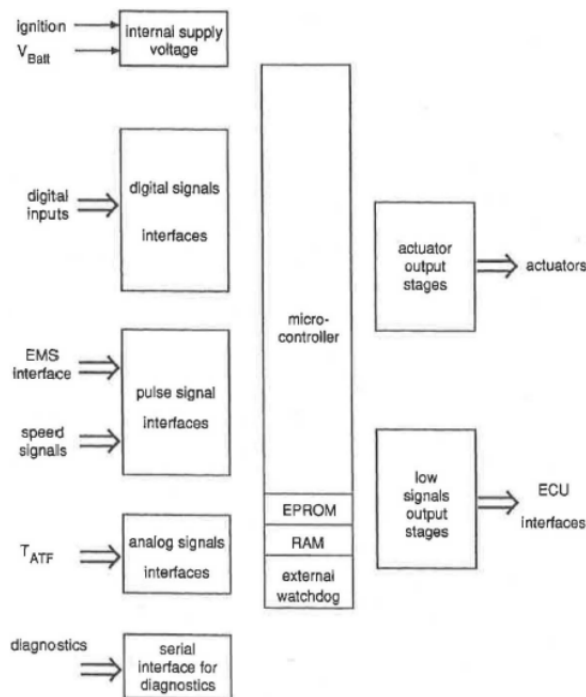 ignition
V_Batt
internal supply
voltage
digital
inputs
digital signals
interfaces
EMS
interface
speed
signals
pulse signal
interfaces
T_ATF
analog signals
interfaces
diagnostics
serial
interface for
diagnostics
micro-
controller
EPROM
RAM
external
watchdog
actuator
output
stages
actuators
low
signals
output
stages
ECU
interfaces